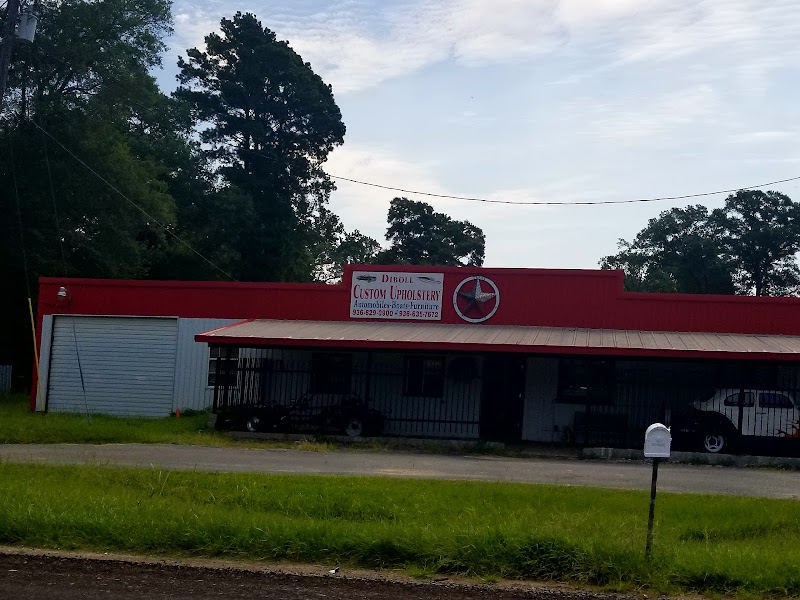 Diboll
Custom Upholstery
Automobiles-Boats-Furniture
936-829-3900 • 936-635-7672